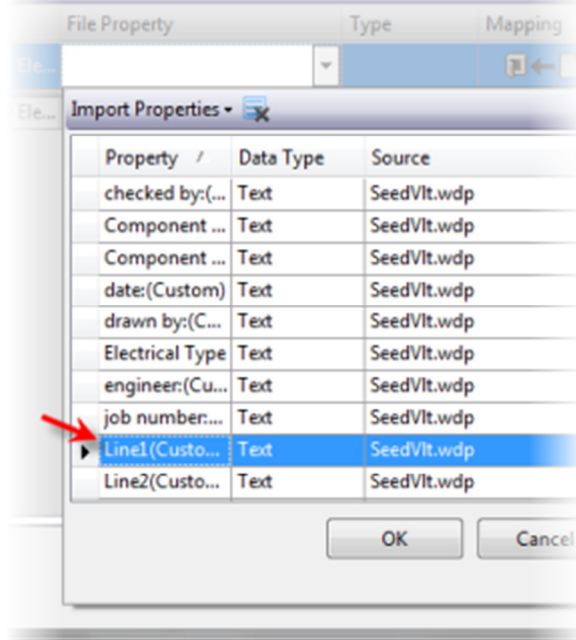 File Property Type Mapping
Ele...
Ele...
Import Properties
Property Data Type Source
checked by:(... Text SeedVlt.wdp
Component ... Text SeedVlt.wdp
Component ... Text SeedVlt.wdp
date:(Custom) Text SeedVlt.wdp
drawn by:(C... Text SeedVlt.wdp
Electrical Type Text SeedVlt.wdp
engineer:(Cu... Text SeedVlt.wdp
job number:... Text SeedVlt.wdp
Line1(Custo... Text SeedVlt.wdp
Line2(Custo... Text SeedVlt.wdp
OK Cancel